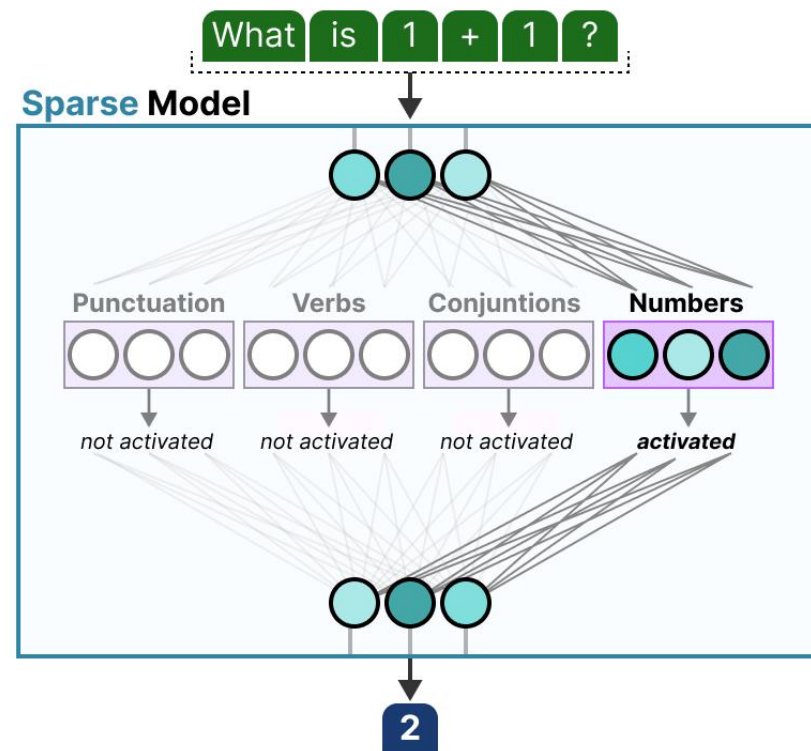 What is 1 + 1 ?
Sparse Model
Punctuation Verbs Conjuntions Numbers
not activated not activated not activated activated
2